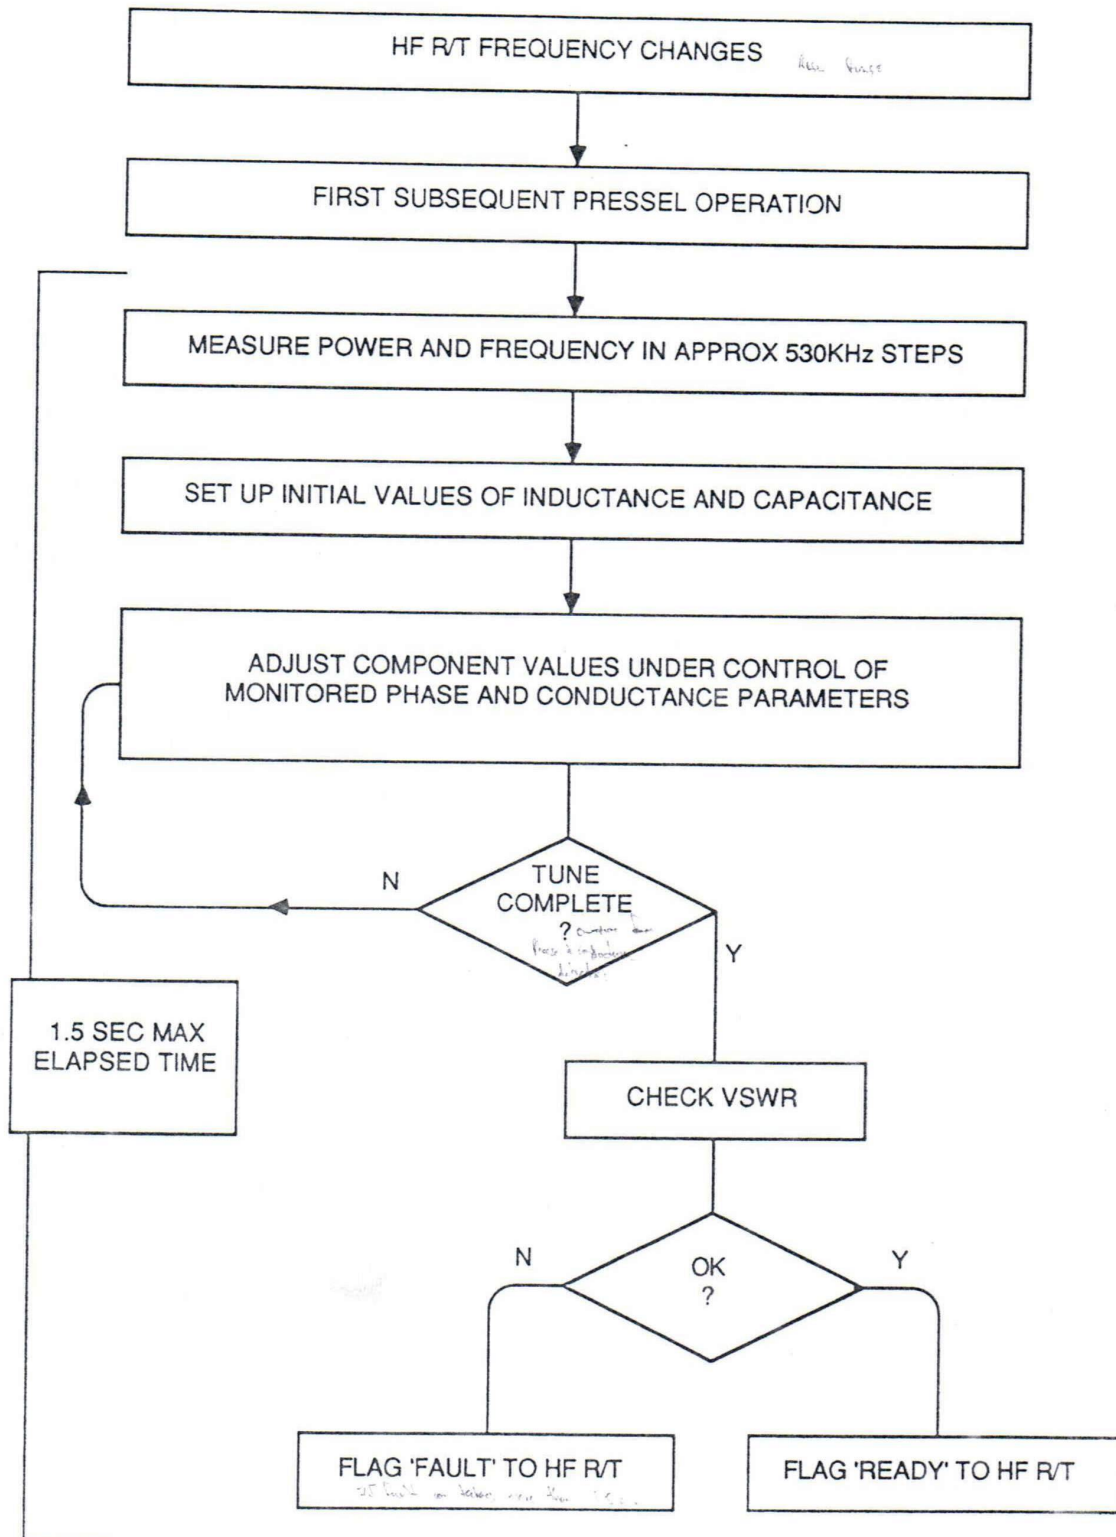 HF R/T FREQUENCY CHANGES
FIRST SUBSEQUENT PRESSEL OPERATION
MEASURE POWER AND FREQUENCY IN APPROX 530KHz STEPS
SET UP INITIAL VALUES OF INDUCTANCE AND CAPACITANCE
ADJUST COMPONENT VALUES UNDER CONTROL OF
MONITORED PHASE AND CONDUCTANCE PARAMETERS
N
TUNE
COMPLETE
?
Y
1.5 SEC MAX
ELAPSED TIME
CHECK VSWR
N
OK
?
Y
FLAG 'FAULT' TO HF R/T
FLAG 'READY' TO HF R/T